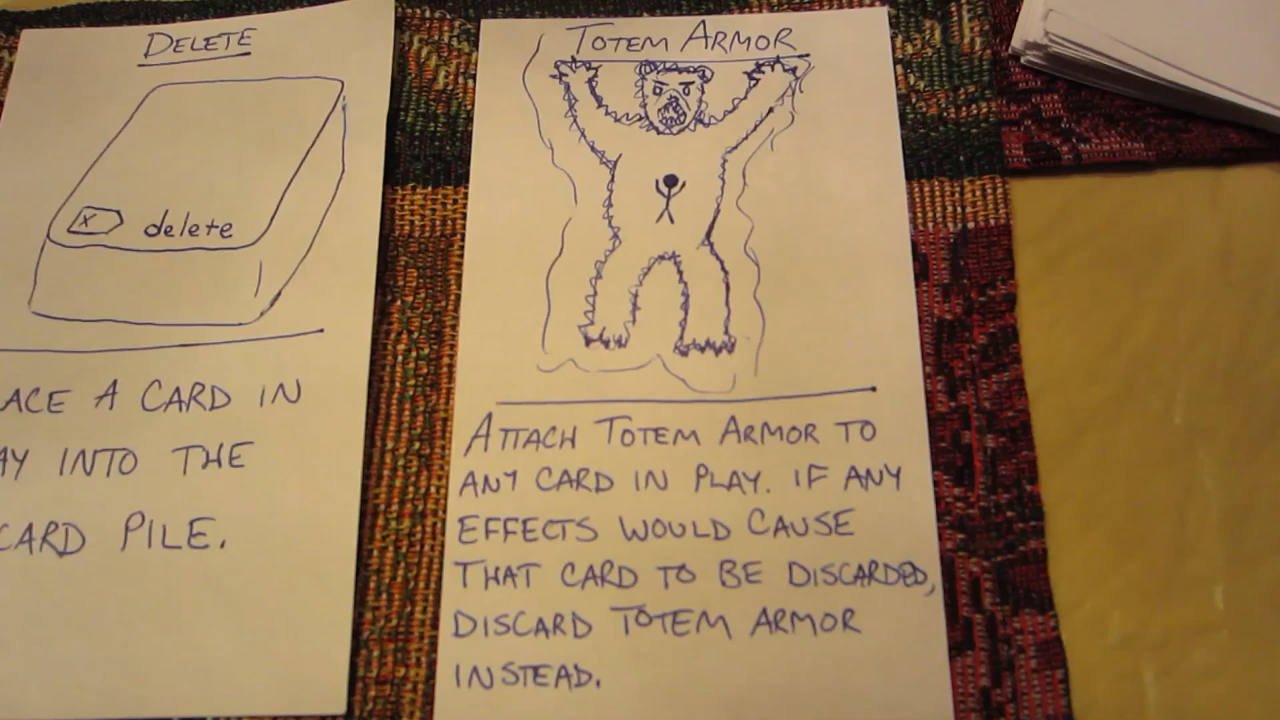 DELETE
X delete
ACE A CARD IN
AY INTO THE
CARD PILE.
TOTEM ARMOR
ATTACH TOTEM ARMOR TO
ANY CARD IN PLAY. IF ANY
EFFECTS WOULD CAUSE
THAT CARD TO BE DISCARDED,
DISCARD TOTEM ARMOR
INSTEAD.